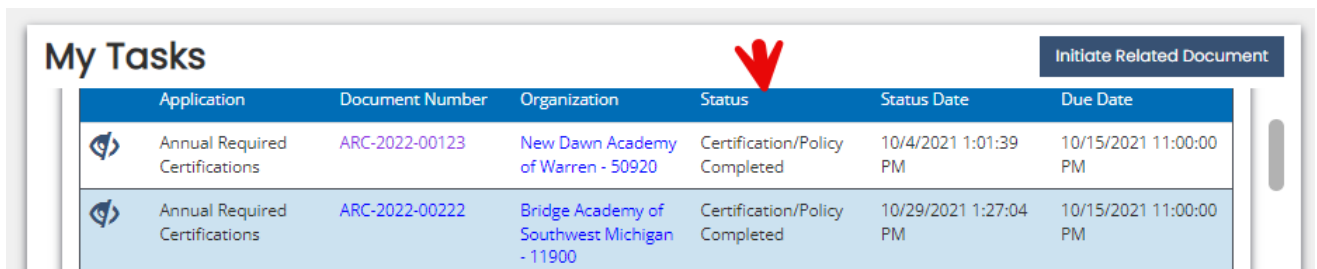 My Tasks
Initiate Related Document
Application Document Number Organization Status Status Date Due Date
Annual Required ARC-2022-00123 New Dawn Academy Certification/Policy 10/4/2021 1:01:39 10/15/2021 11:00:00
Certifications of Warren - 50920 Completed PM PM
Annual Required ARC-2022-00222 Bridge Academy of Certification/Policy 10/29/2021 1:27:04 10/15/2021 11:00:00
Certifications Southwest Michigan Completed PM PM
- 11900